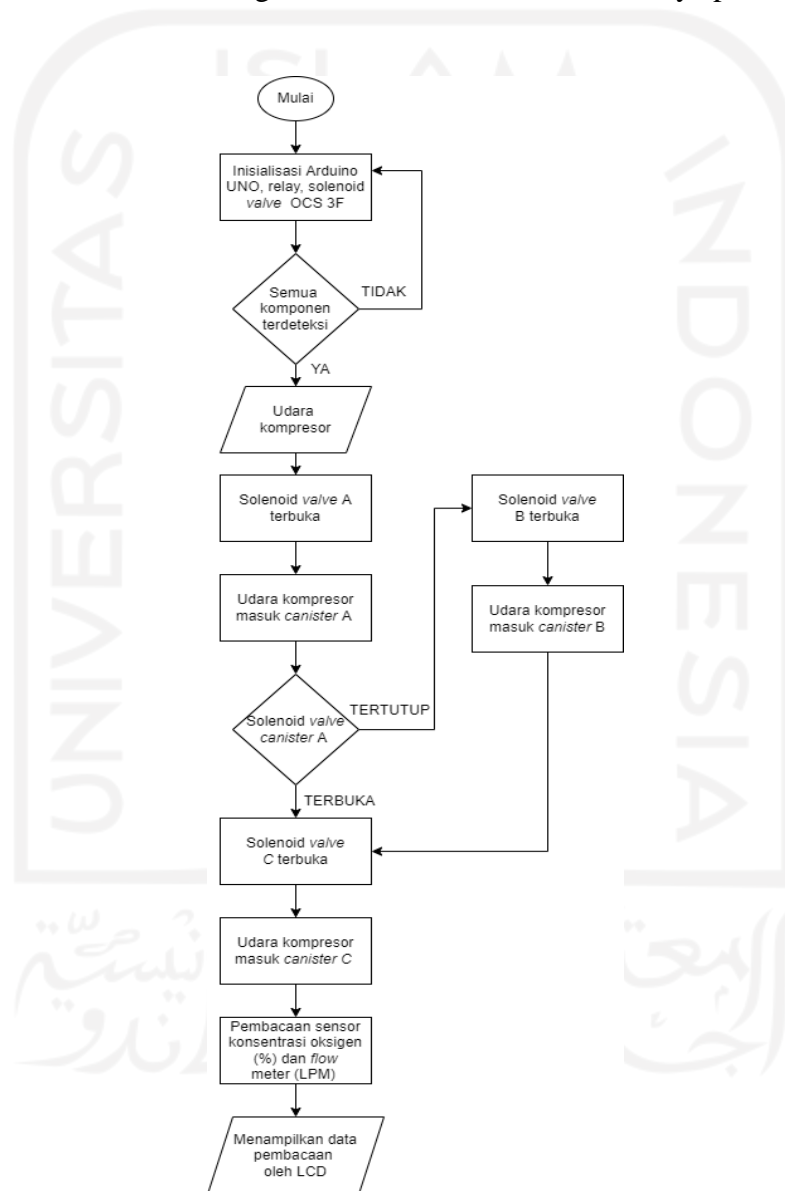 Mulai
Inisialisasi Arduino
UNO, relay, solenoid
valve OCS 3F
Semua
komponen
terdeteksi
TIDAK
YA
Udara
kompresor
Solenoid valve A
terbuka
Udara kompresor
masuk canister A
Solenoid valve
canister A
TERTUTUP
Solenoid valve
B terbuka
Udara kompresor
masuk canister B
TERBUKA
Solenoid valve
C terbuka
Udara kompresor
masuk canister C
Pembacaan sensor
konsentrasi oksigen
(%) dan flow
meter (LPM)
Menampilkan data
pembacaan
oleh LCD
UNIVERSITAS
INDONESIA